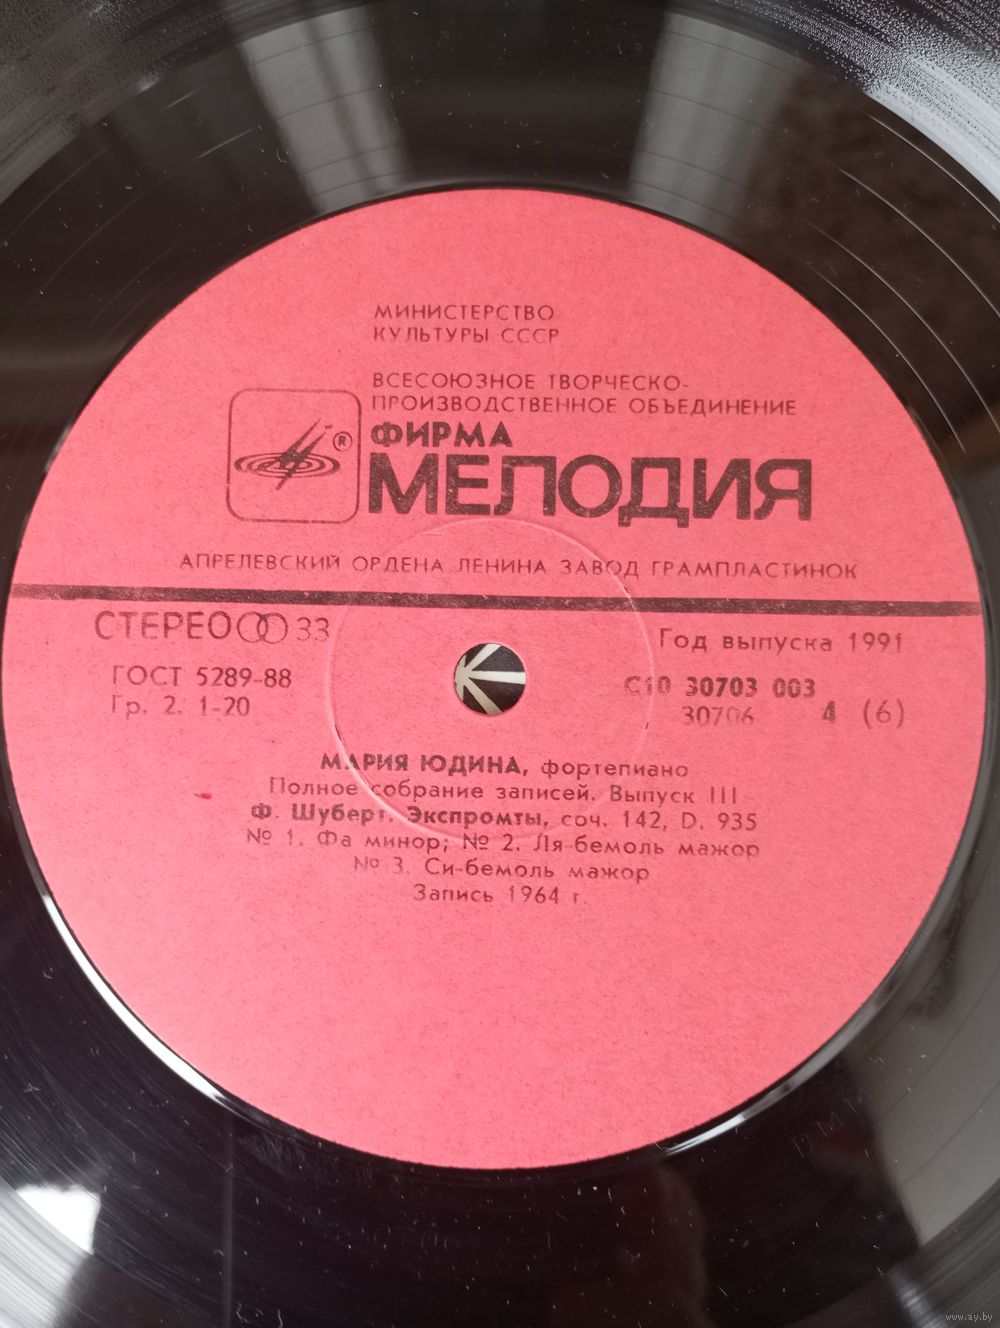 МИНИСТЕРСТВО
КУЛЬТУРЫ СССР
ВСЕСОЮЗНОЕ ТВОРЧЕСКО-
ПРОИЗВОДСТВЕННОЕ ОБЪЕДИНЕНИЕ
ФИРМА
®
МЕЛОДИЯ
АПРЕЛЕВСКИЙ ОРДЕНА ЛЕНИНА ЗАВОД ГРАМПЛАСТИНОК
СТЕРЕО 33
Год выпуска 1991
ГОСТ 5289-88
С10 30703 003
Гр. 2. 1-20
30706 4 (6)
МАРИЯ ЮДИНА, фортепиано
Полное собрание записей. Выпуск III
Ф. Шуберт. Экспромты, соч. 142, D. 935
№ 1. Фа минор; № 2. Ля-бемоль мажор
№ 3. Си-бемоль мажор
Запись 1964 г.
www.ay.by